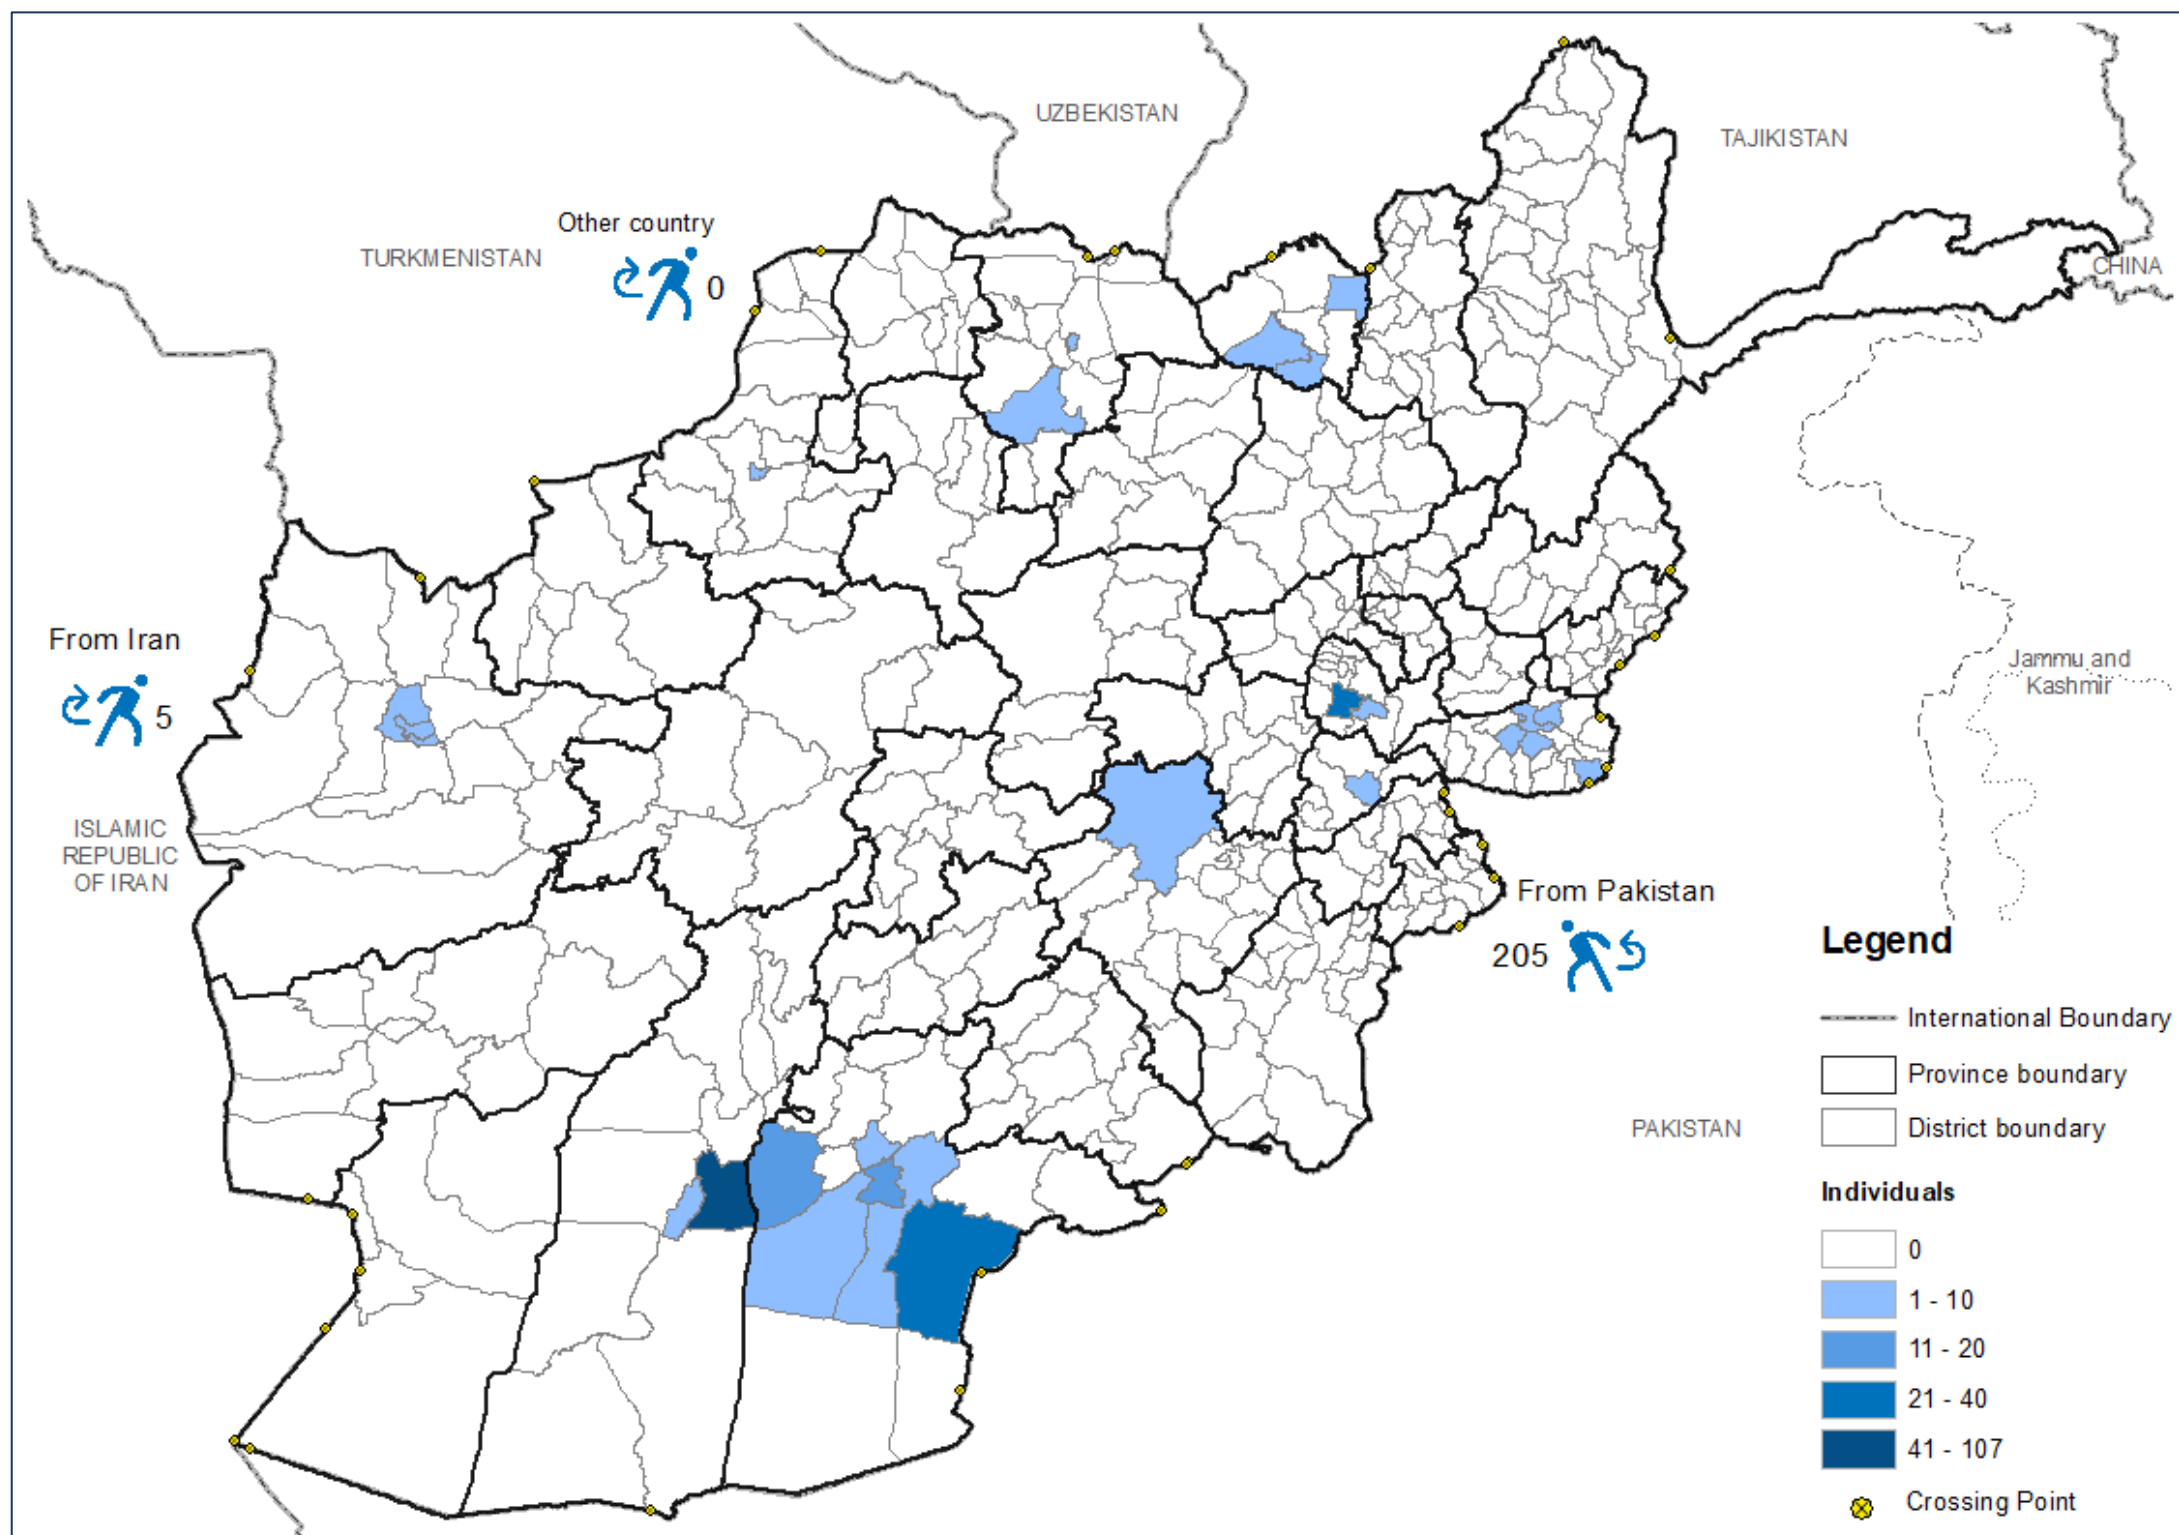 UZBEKISTAN
TAJIKISTAN
Other country
0
TURKMENISTAN
CHINA
From Iran
5
Jammu and
Kashmir
ISLAMIC
REPUBLIC
OF IRAN
From Pakistan
205
PAKISTAN
Legend
International Boundary
Province boundary
District boundary
Individuals
0
1 - 10
11 - 20
21 - 40
41 - 107
Crossing Point